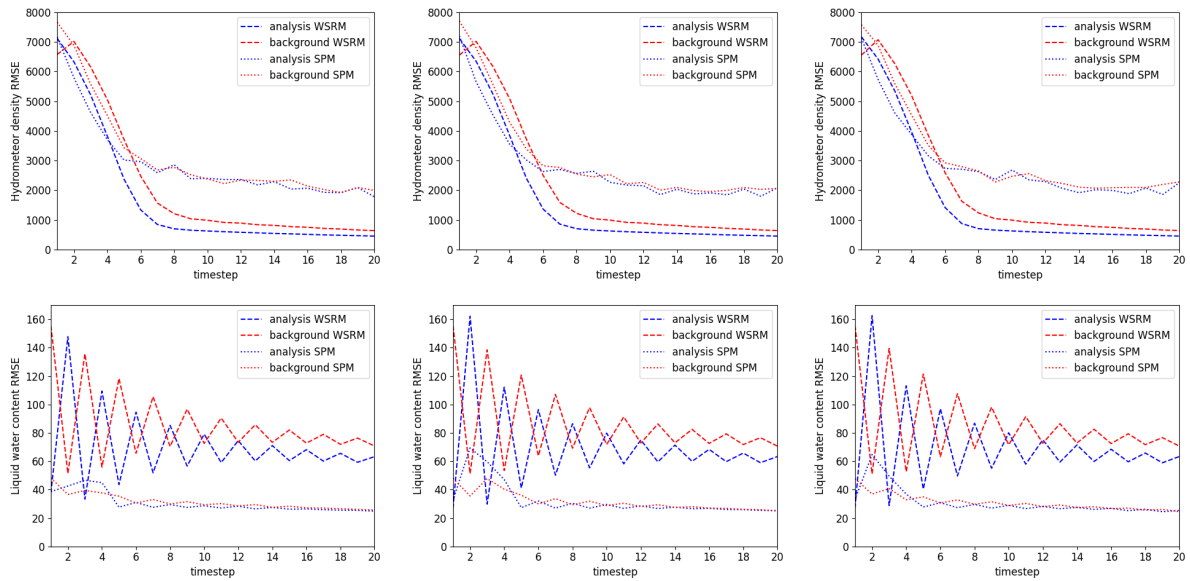 8000
7000
6000
5000
4000
3000
2000
1000
0
Hydrometeor density RMSE
analysis WSRM
background WSRM
analysis SPM
background SPM
2 4 6 8 10 12 14 16 18 20
timestep
8000
7000
6000
5000
4000
3000
2000
1000
0
Hydrometeor density RMSE
analysis WSRM
background WSRM
analysis SPM
background SPM
2 4 6 8 10 12 14 16 18 20
timestep
8000
7000
6000
5000
4000
3000
2000
1000
0
Hydrometeor density RMSE
analysis WSRM
background WSRM
analysis SPM
background SPM
2 4 6 8 10 12 14 16 18 20
timestep
160
140
120
100
80
60
40
20
0
Liquid water content RMSE
analysis WSRM
background WSRM
analysis SPM
background SPM
2 4 6 8 10 12 14 16 18 20
timestep
160
140
120
100
80
60
40
20
0
Liquid water content RMSE
analysis WSRM
background WSRM
analysis SPM
background SPM
2 4 6 8 10 12 14 16 18 20
timestep
160
140
120
100
80
60
40
20
0
Liquid water content RMSE
analysis WSRM
background WSRM
analysis SPM
background SPM
2 4 6 8 10 12 14 16 18 20
timestep